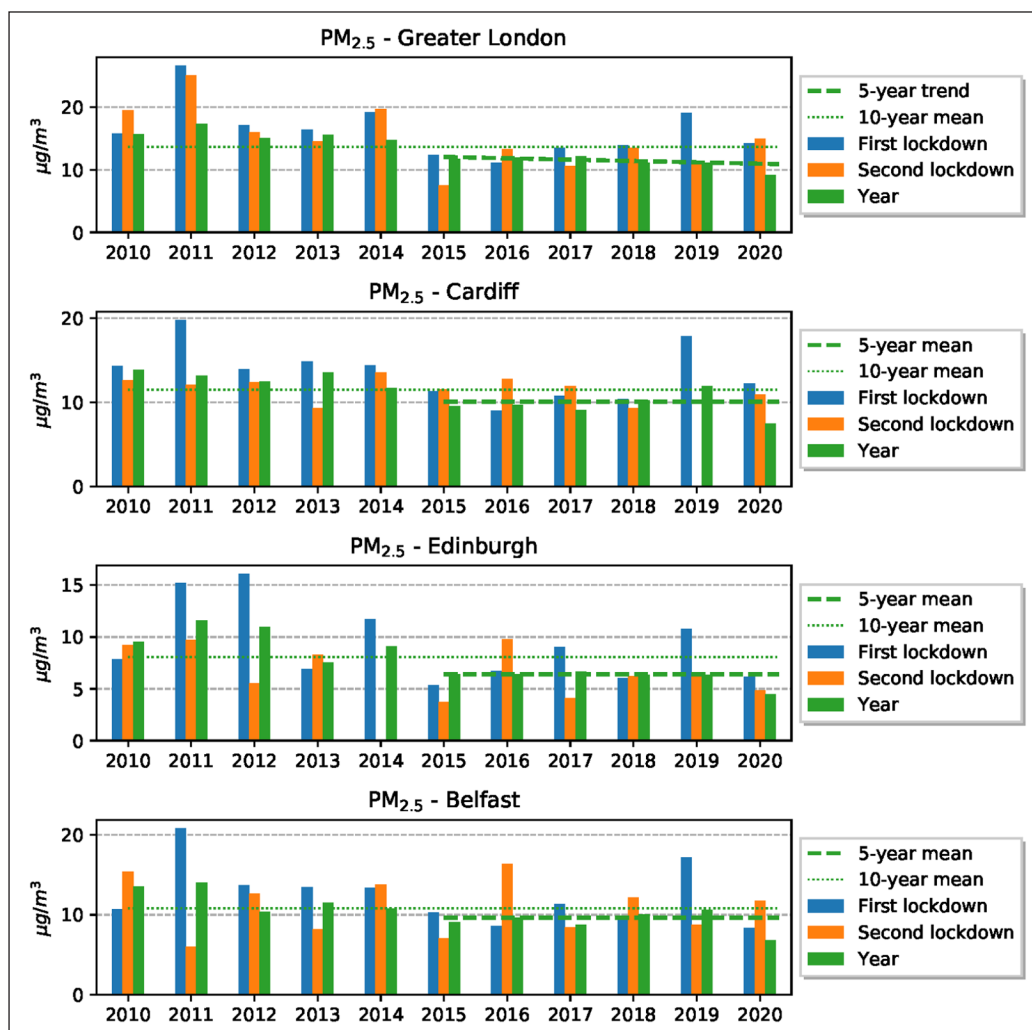 PM2.5 - Greater London
μg/m3
20
10
0
2010 2011 2012 2013 2014 2015 2016 2017 2018 2019 2020
5-year trend
10-year mean
First lockdown
Second lockdown
Year
PM2.5 - Cardiff
μg/m3
20
10
0
2010 2011 2012 2013 2014 2015 2016 2017 2018 2019 2020
5-year mean
10-year mean
First lockdown
Second lockdown
Year
PM2.5 - Edinburgh
μg/m3
15
10
5
0
2010 2011 2012 2013 2014 2015 2016 2017 2018 2019 2020
5-year mean
10-year mean
First lockdown
Second lockdown
Year
PM2.5 - Belfast
μg/m3
20
10
0
2010 2011 2012 2013 2014 2015 2016 2017 2018 2019 2020
5-year mean
10-year mean
First lockdown
Second lockdown
Year